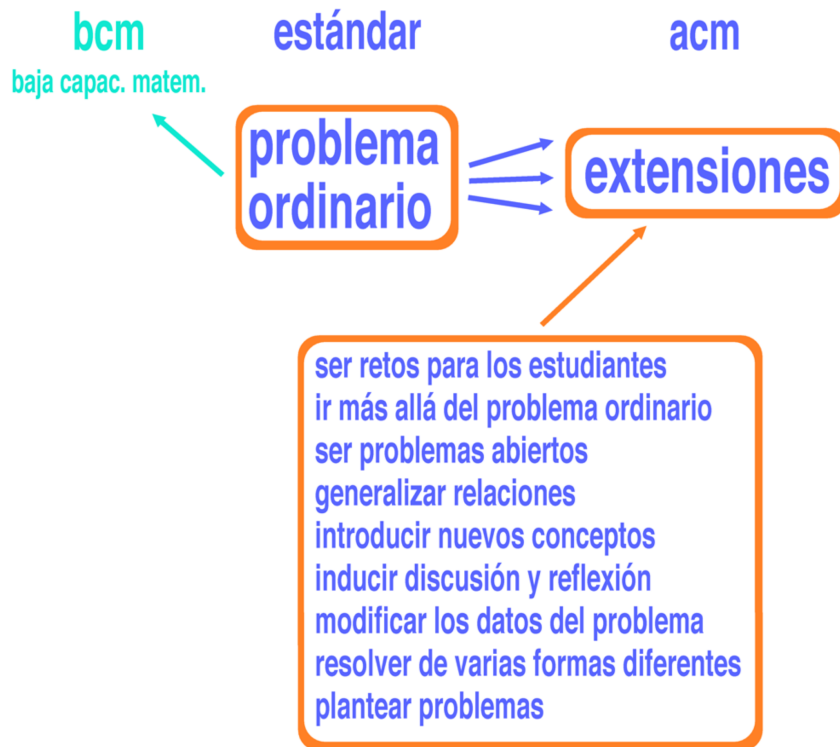 bcm estándar acm
baja capac. matem.
problema
ordinario
extensiones
ser retos para los estudiantes
ir más allá del problema ordinario
ser problemas abiertos
generalizar relaciones
introducir nuevos conceptos
inducir discusión y reflexión
modificar los datos del problema
resolver de varias formas diferentes
plantear problemas